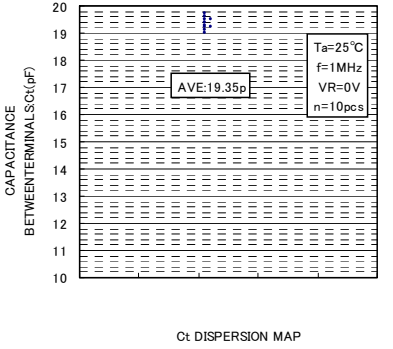 20
19
18
17
16
15
14
13
12
11
10
CAPACITANCE
BETWEENTERMINALS:Ct(pF)
Ta=25°C
f=1MHz
VR=0V
n=10pcs
AVE:19.35p
Ct DISPERSION MAP